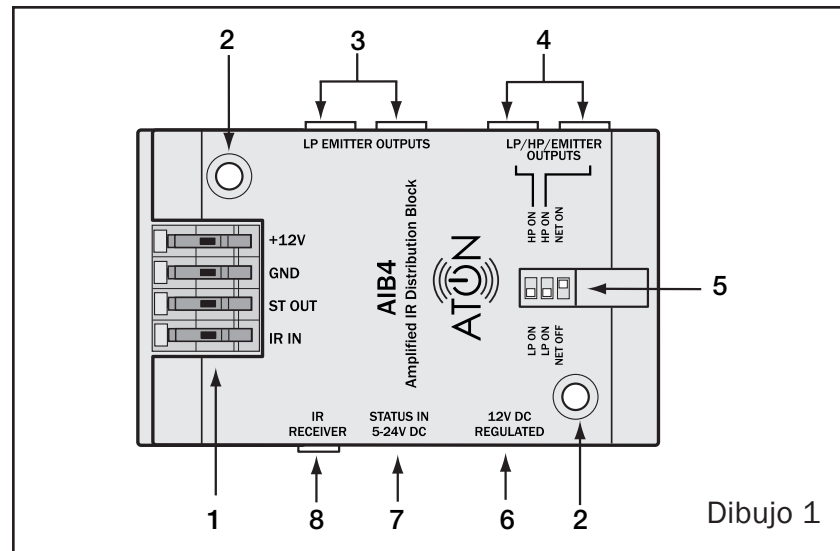 2
3
4
LP EMITTER OUTPUTS
LP/HP/EMITTER
OUTPUTS
HP ON
HP ON
NET ON
+12V
GND
ST OUT
IR IN
AIB4
Amplified IR Distribution Block
ATON
5
LP ON
LP ON
NET OFF
IR
RECEIVER
STATUS IN
5-24V DC
12V DC
REGULATED
1
8
7
6
2
Dibujo 1